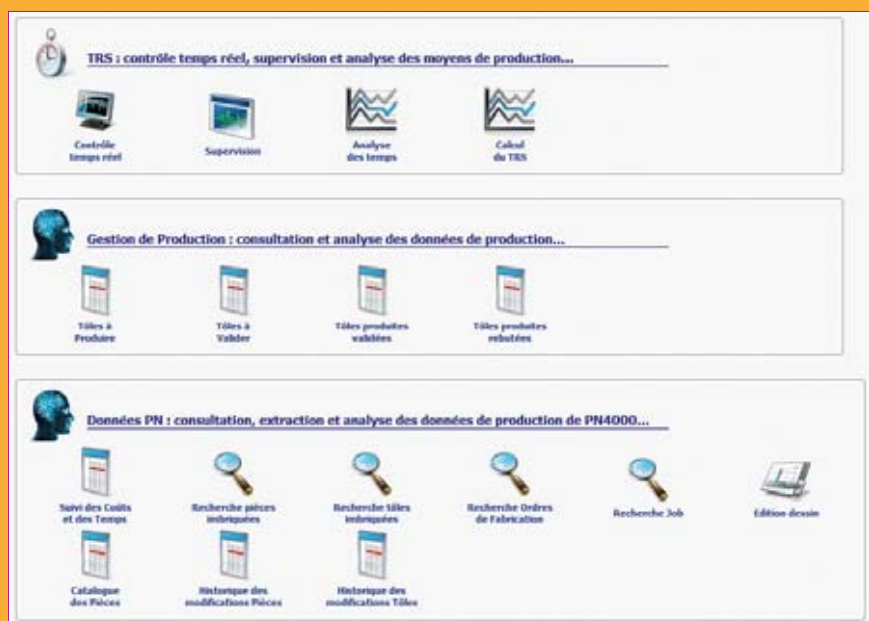 TRS : contrôle temps réel, supervision et analyse des moyens de production...
Contrôle
temps réel
Supervision
Analyse
des temps
Calcul
du TRS
Gestion de Production : consultation et analyse des données de production...
Tôles à
Produire
Tôles à
Valider
Tôles produites
validées
Tôles produites
rebutées
Données PN : consultation, extraction et analyse des données de production de PN4000...
Suivi des Coûts
et des Temps
Recherche pièces
imbriquées
Recherche tôles
imbriquées
Recherche Ordres
de Fabrication
Recherche Job
Edition dessin
Catalogue
des Pièces
Historique des
modifications Pièces
Historique des
modifications Tôles